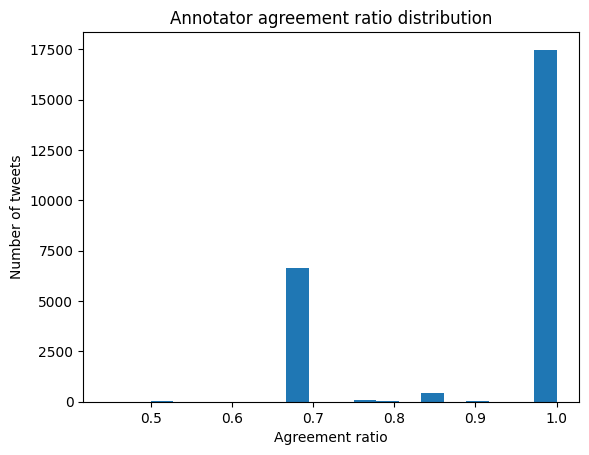 Annotator agreement ratio distribution
17500
15000
12500
10000
7500
5000
2500
0
Number of tweets
0.5 0.6 0.7 0.8 0.9 1.0
Agreement ratio